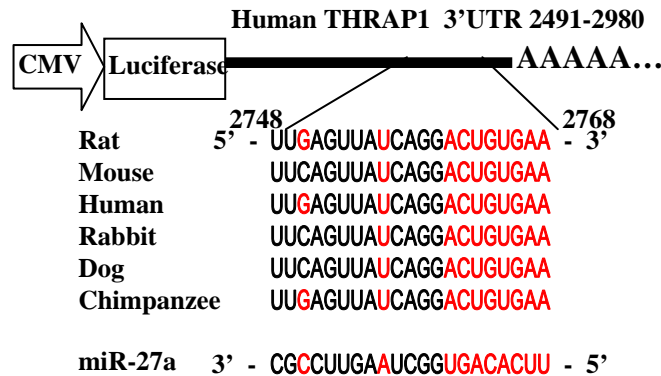 Human THRAP1 3'UTR 2491-2980
CMV Luciferase AAAAA...
2748 2768
Rat 5' - UUGAGUUAUCAGGACUGUGAA - 3'
Mouse UUCAGUUAUCAGGACUGUGAA
Human UUGAGUUAUCAGGACUGUGAA
Rabbit UUCAGUUAUCAGGACUGUGAA
Dog UUCAGUUAUCAGGACUGUGAA
Chimpanzee UUGAGUUAUCAGGACUGUGAA
miR-27a 3' - CGCCUUGAAUCGGUGACACUU - 5'